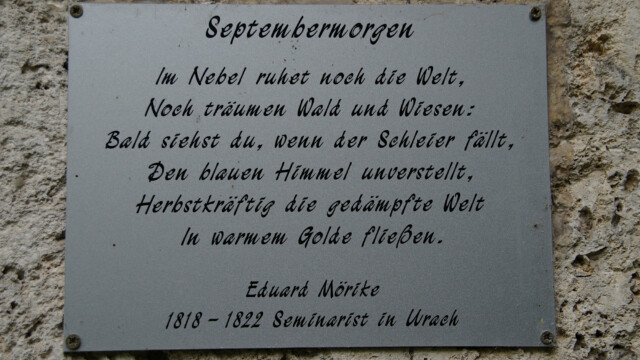 Septembermorgen
Im Nebel ruhet noch die Welt,
Noch träumen Wald und Wiesen:
Bald siehst du, wenn der Schleier fällt,
Den blauen Himmel unverstellt,
Herbstkräftig die gedämpfte Welt
In warmem Golde fließen.
Eduard Mörike
1818 – 1822 Seminarist in Urach